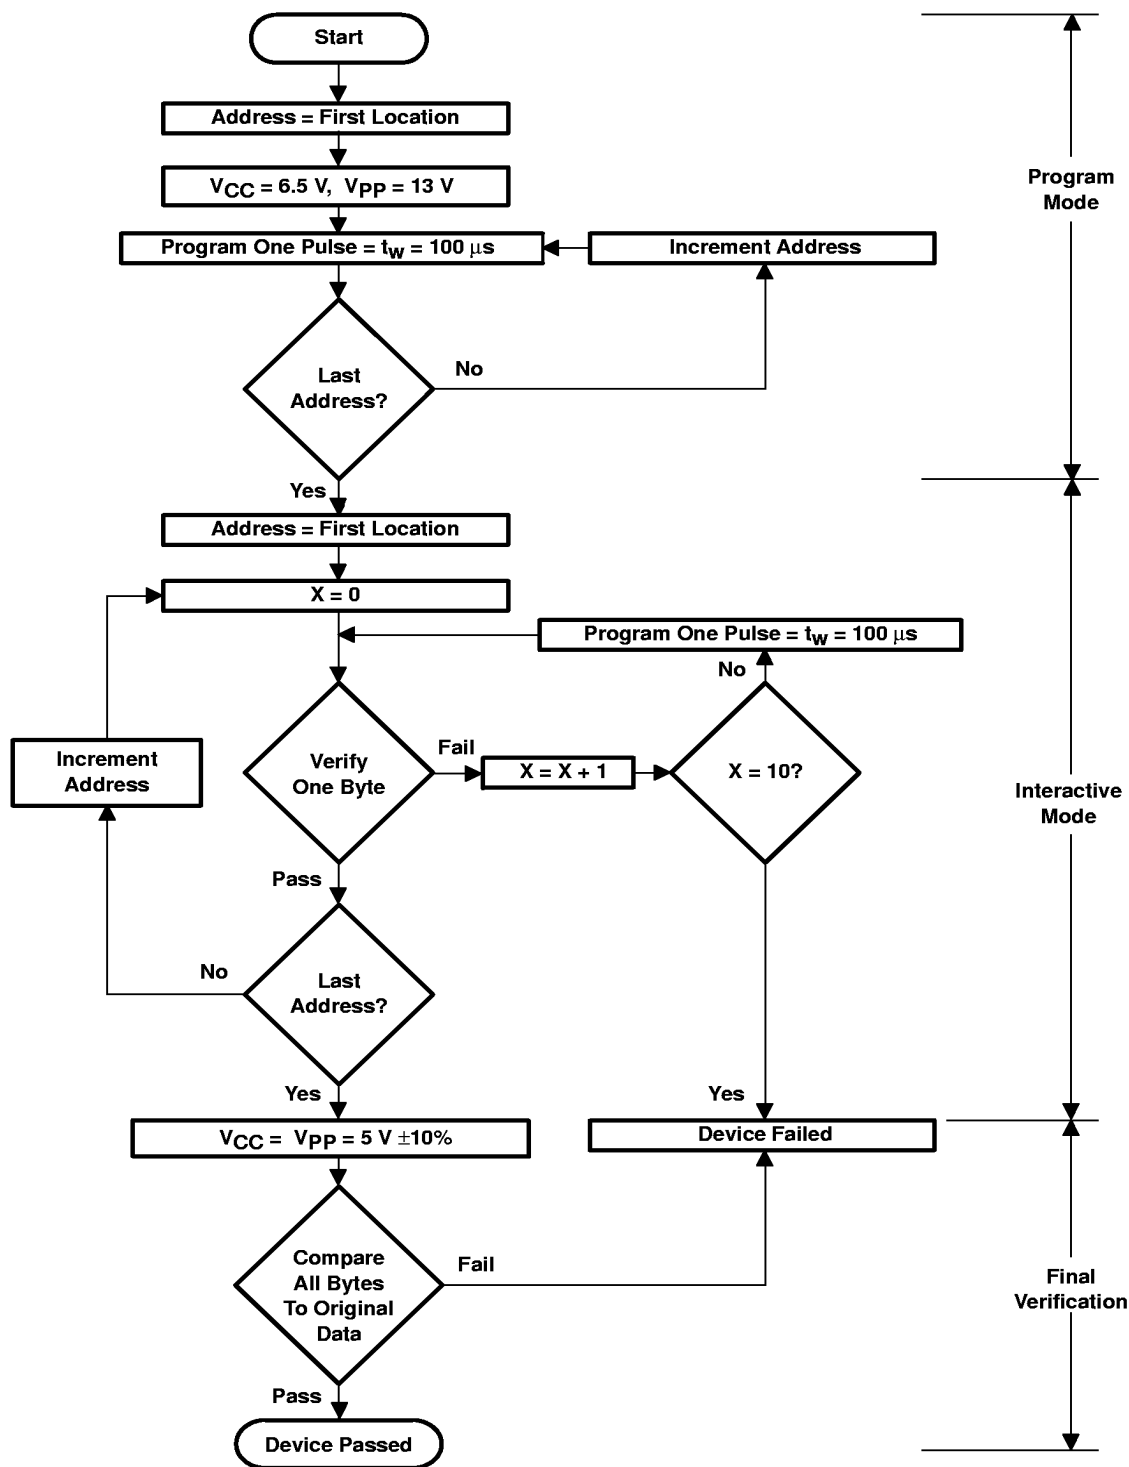 Start
Address = First Location
VCC = 6.5 V, VPP = 13 V
Program
Mode
Program One Pulse = tw = 100 μs
Increment Address
Last
Address?
No
Yes
Address = First Location
X = 0
Program One Pulse = tw = 100 μs
No
Increment
Address
Verify
One Byte
Fail
X = X + 1
X = 10?
Interactive
Mode
Pass
No
Last
Address?
Yes
Yes
VCC = VPP = 5 V ±10%
Device Failed
Compare
All Bytes
To Original
Data
Fail
Final
Verification
Pass
Device Passed